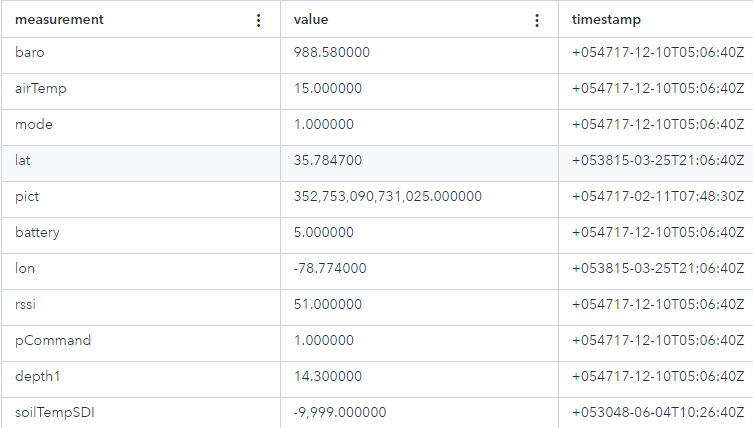 measurement value timestamp
baro 988.580000 +054717-12-10T05:06:40Z
airTemp 15.000000 +054717-12-10T05:06:40Z
mode 1.000000 +054717-12-10T05:06:40Z
lat 35.784700 +053815-03-25T21:06:40Z
pict 352,753,090,731,025.000000 +054717-02-11T07:48:30Z
battery 5.000000 +054717-12-10T05:06:40Z
lon -78.774000 +053815-03-25T21:06:40Z
rssi 51.000000 +054717-12-10T05:06:40Z
pCommand 1.000000 +054717-12-10T05:06:40Z
depth1 14.300000 +054717-12-10T05:06:40Z
soilTempSDI -9,999.000000 +053048-06-04T10:26:40Z